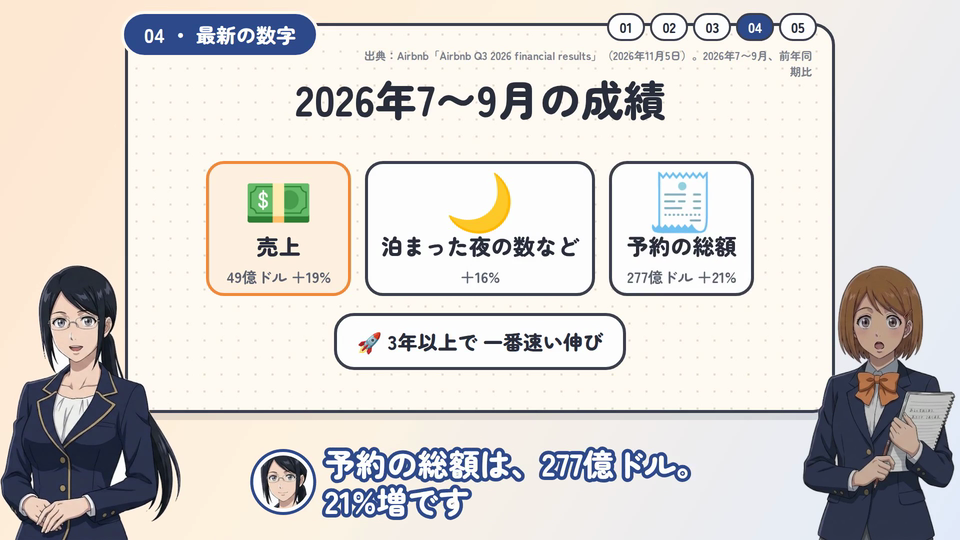 04 ・ 最新の数字
01 02 03 04 05
出典：Airbnb「Airbnb Q3 2026 financial results」（2026年11月5日）。2026年7〜9月、前年同
期比
2026年7〜9月の成績
売上
49億ドル ＋19%
泊まった夜の数など
＋16%
予約の総額
277億ドル ＋21%
3年以上で 一番速い伸び
予約の総額は、277億ドル。
21%増です